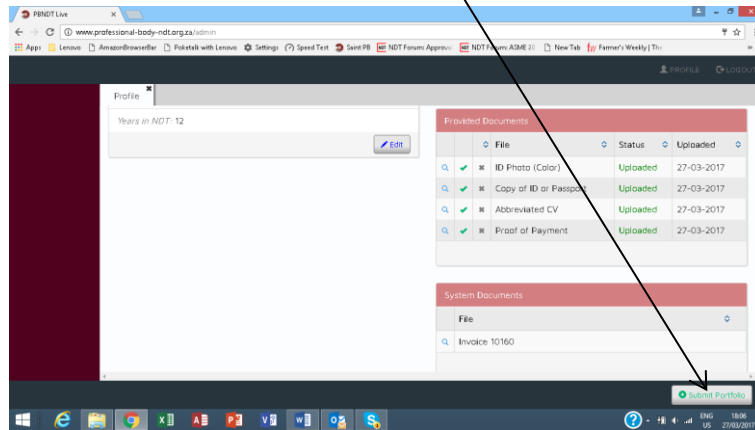 PBNDT Live
www.professional-body-ndt.org.za/admin
Apps Lenovo AmazonBrowserBar Poketalk with Lenovo Settings Speed Test Saint PB NDT Forum: Approv NDT Forum: ASME 20 New Tab Farmer's Weekly | The
PROFILE LOGOUT
Profile
Years in NDT: 12
Edit
Provided Documents
File Status Uploaded
ID Photo (Color) Uploaded 27-03-2017
Copy of ID or Passport Uploaded 27-03-2017
Abbreviated CV Uploaded 27-03-2017
Proof of Payment Uploaded 27-03-2017
System Documents
File
Invoice 10160
Submit Portfolio
ENG 18:06
US 27/03/2017